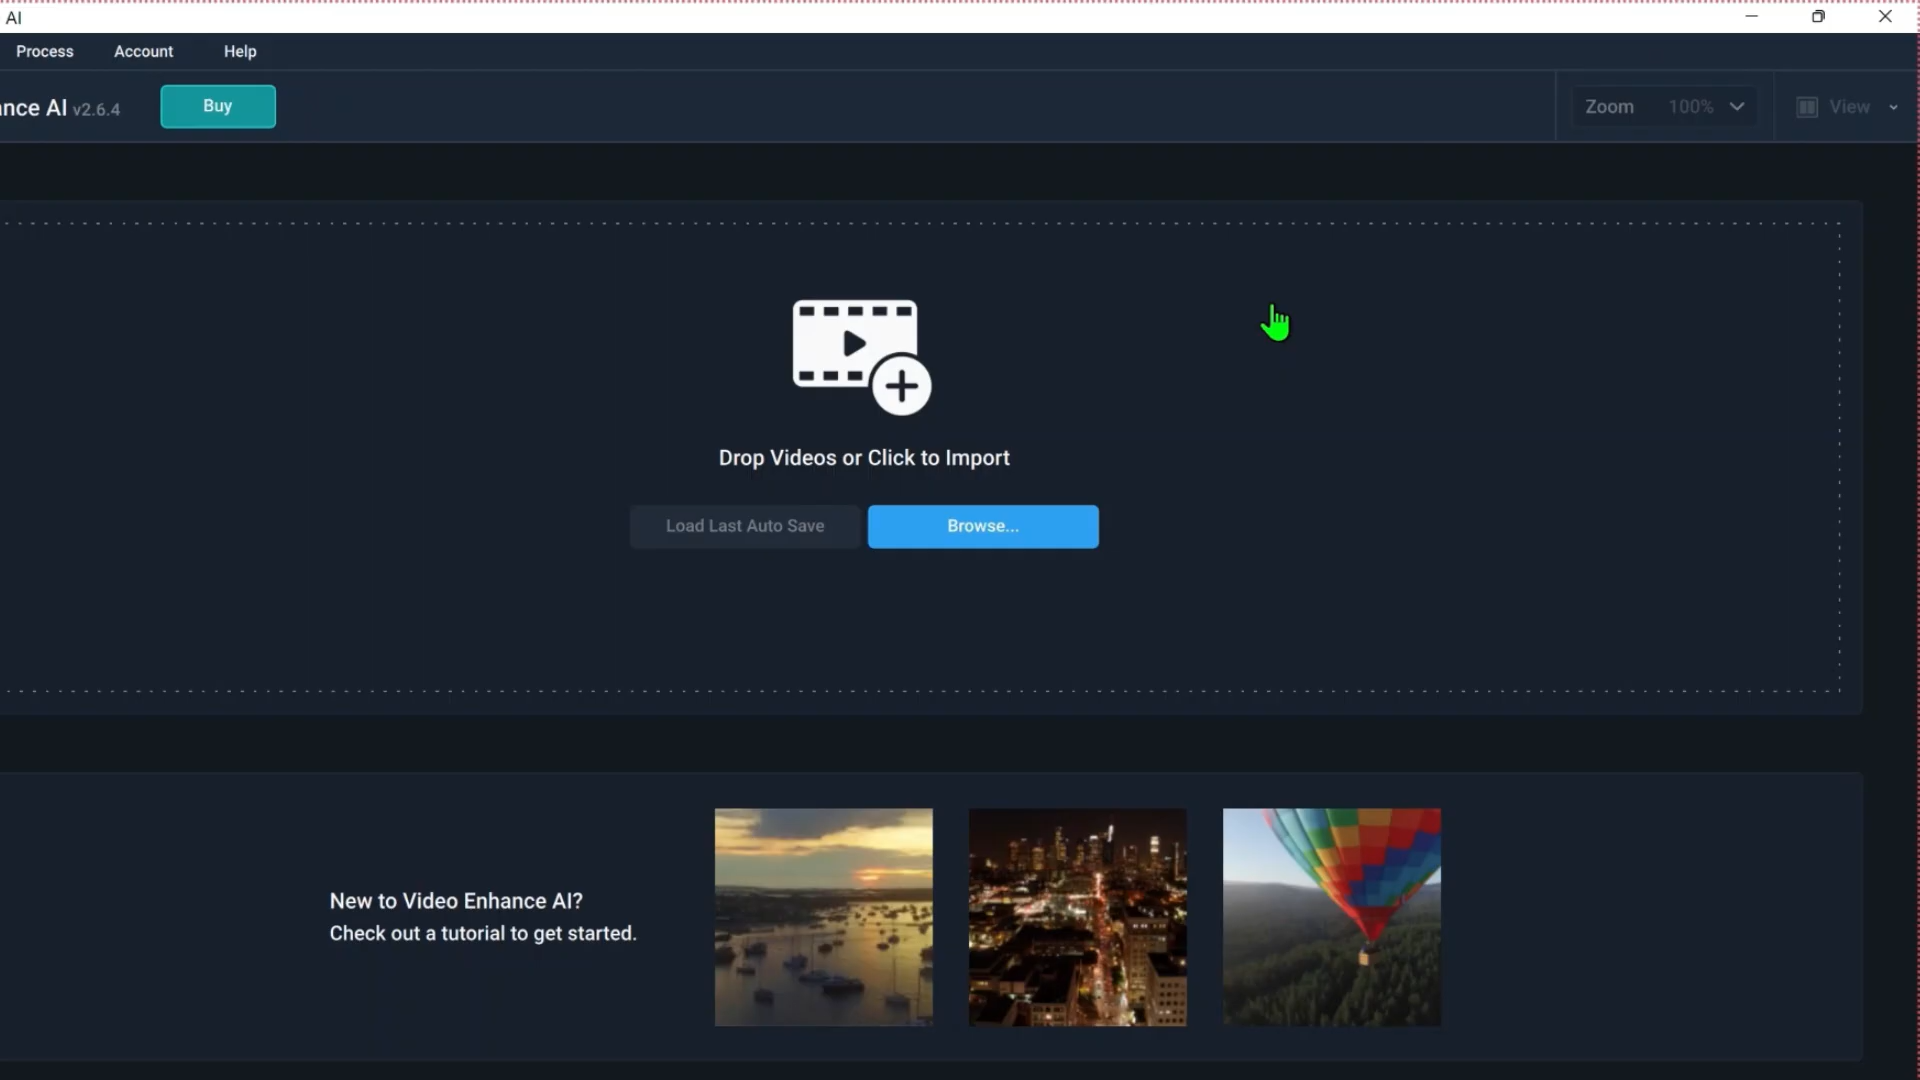 AI
Process Account Help
nce AI v2.6.4 Buy Zoom 100% View
Drop Videos or Click to Import
Load Last Auto Save Browse...
New to Video Enhance AI?
Check out a tutorial to get started.